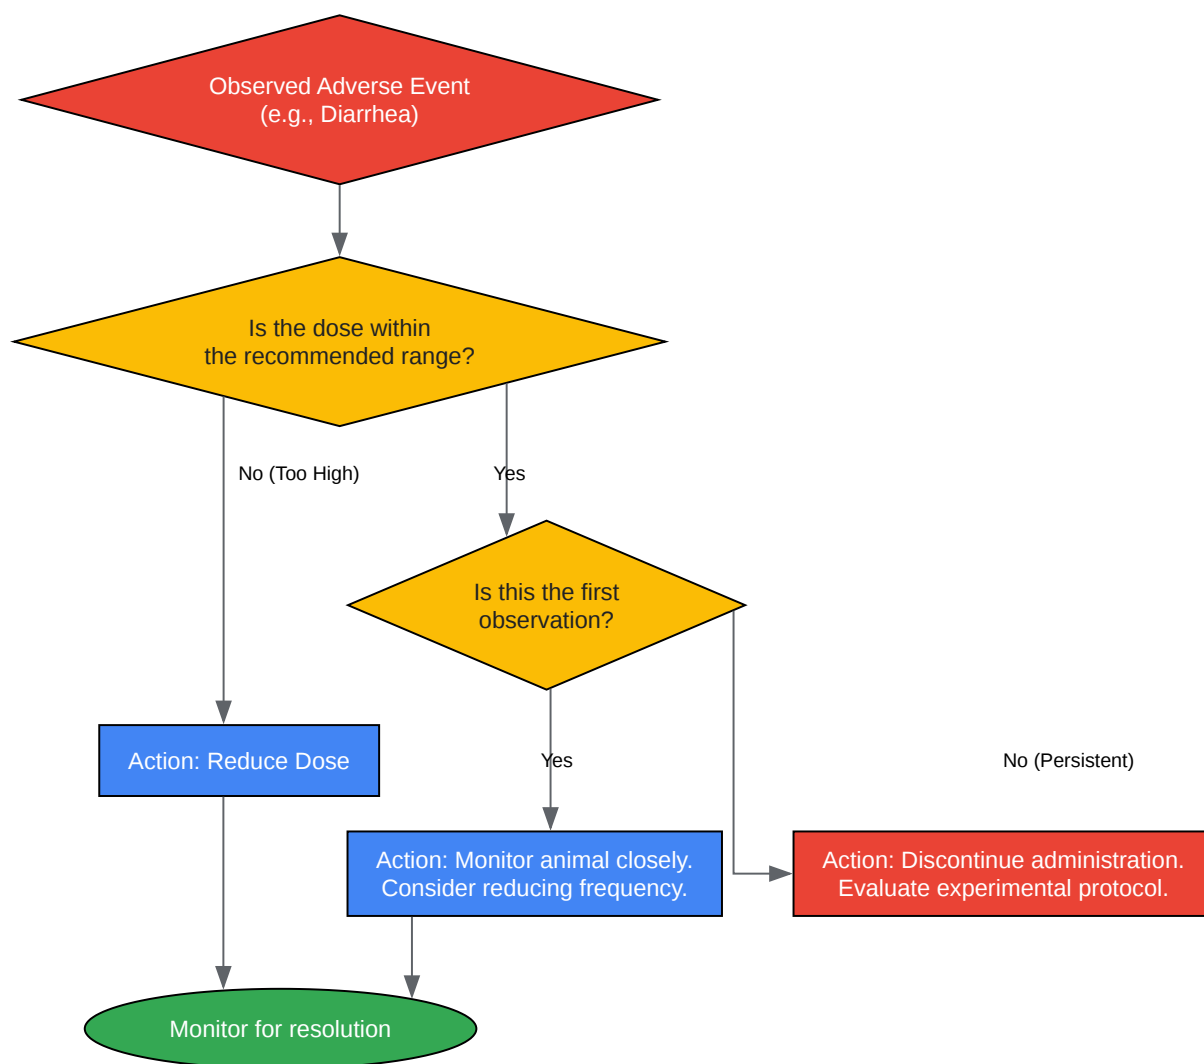 Observed Adverse Event
(e.g., Diarrhea)
Is the dose within
the recommended range?
No (Too High)
Yes
Is this the first
observation?
Action: Reduce Dose
Yes
No (Persistent)
Action: Monitor animal closely.
Consider reducing frequency.
Action: Discontinue administration.
Evaluate experimental protocol.
Monitor for resolution